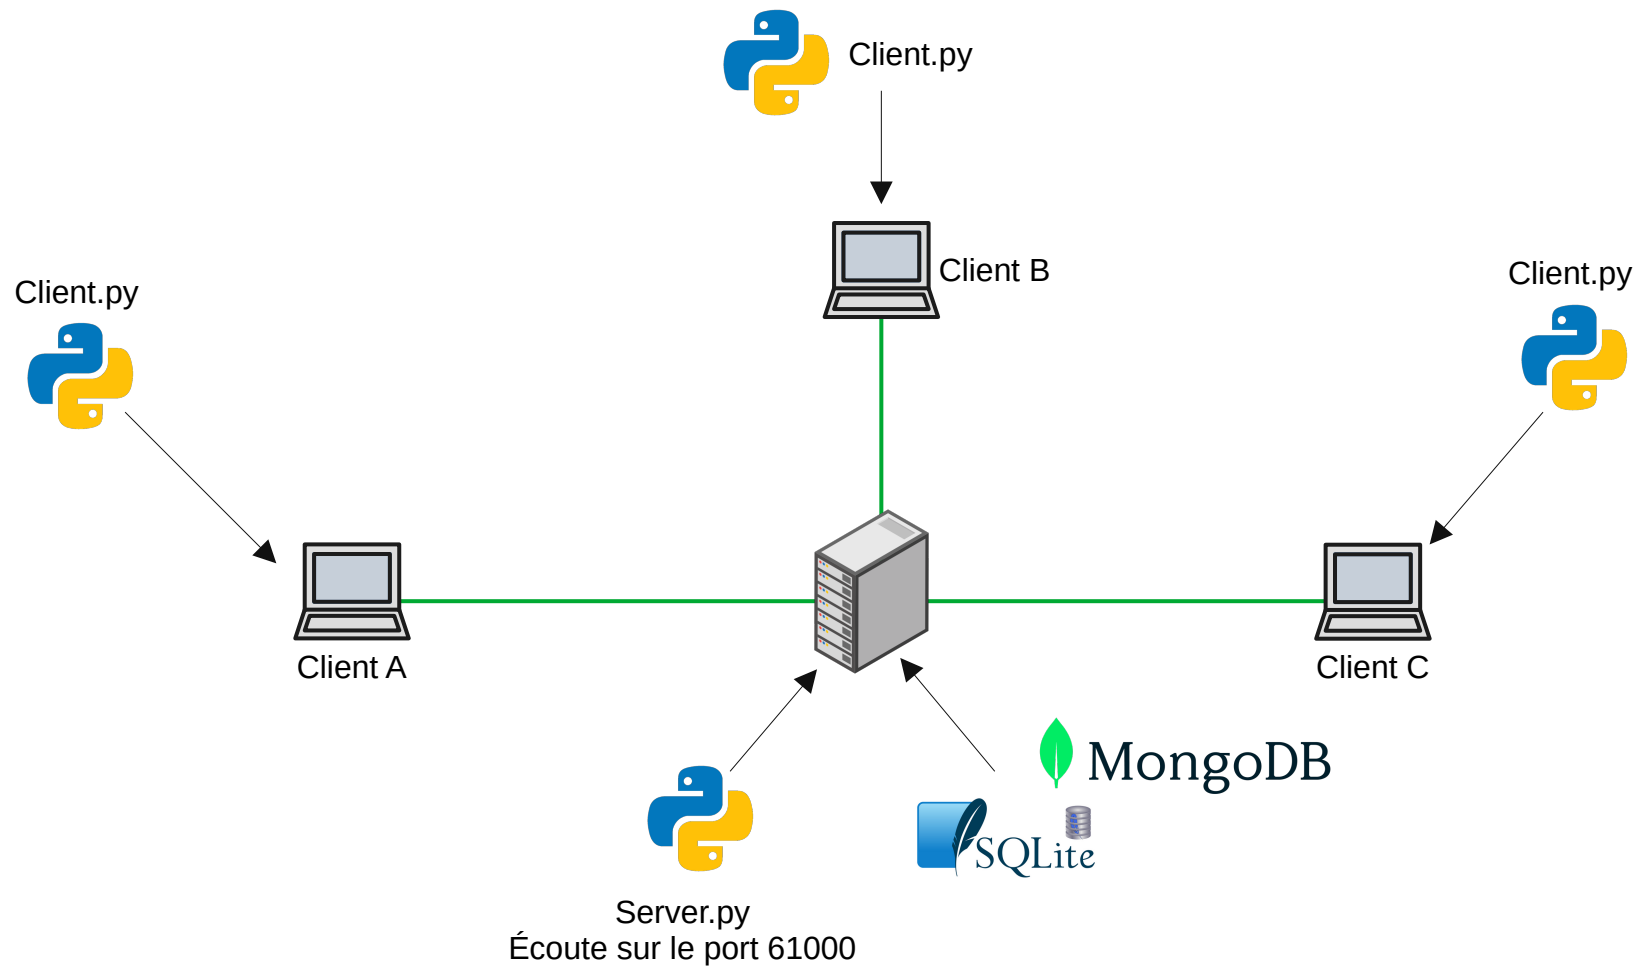 Client.py
Client B
Client.py
Client.py
Client A
Client C
MongoDB
SQLite
Server.py
Écoute sur le port 61000